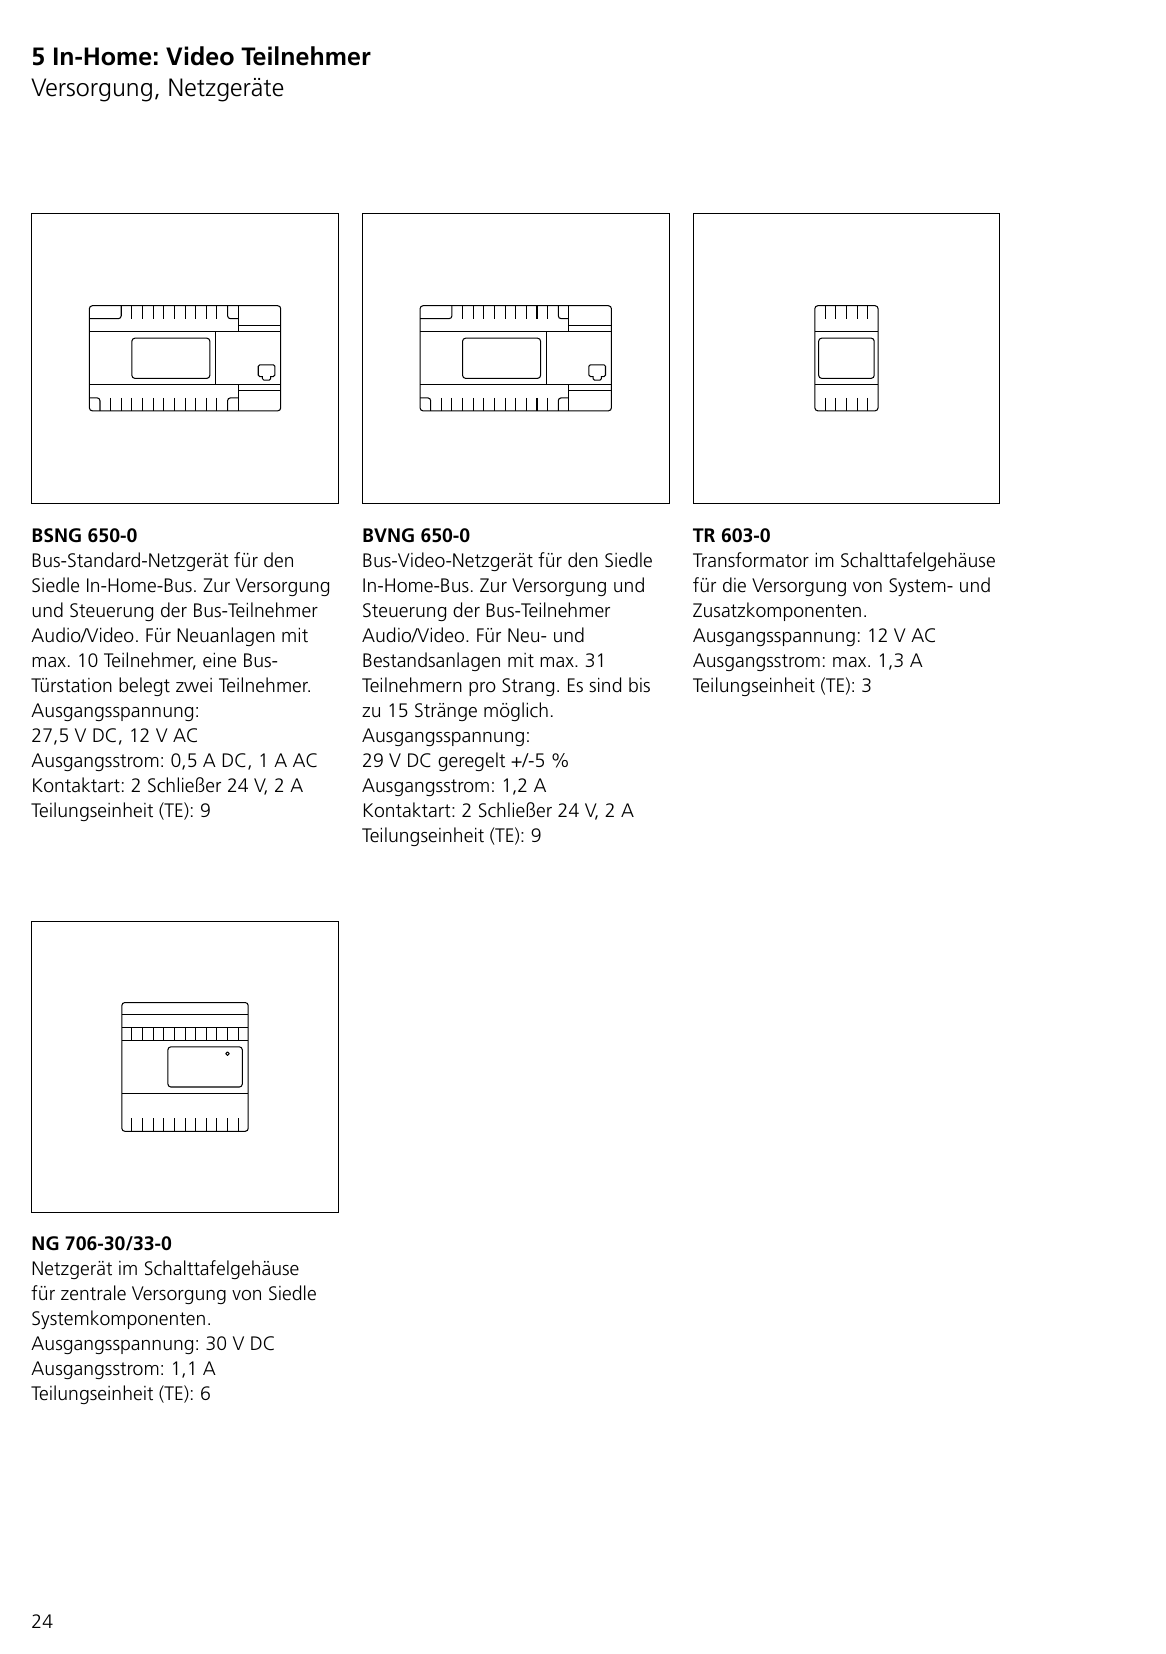 5 In-Home: Video Teilnehmer
Versorgung, Netzgeräte
BSNG 650-0
Bus-Standard-Netzgerät für den
Siedle In-Home-Bus. Zur Versorgung
und Steuerung der Bus-Teilnehmer
Audio/Video. Für Neuanlagen mit
max. 10 Teilnehmer, eine Bus-
Türstation belegt zwei Teilnehmer.
Ausgangsspannung:
27,5 V DC, 12 V AC
Ausgangsstrom: 0,5 A DC, 1 A AC
Kontaktart: 2 Schließer 24 V, 2 A
Teilungseinheit (TE): 9
BVNG 650-0
Bus-Video-Netzgerät für den Siedle
In-Home-Bus. Zur Versorgung und
Steuerung der Bus-Teilnehmer
Audio/Video. Für Neu- und
Bestandsanlagen mit max. 31
Teilnehmern pro Strang. Es sind bis
zu 15 Stränge möglich.
Ausgangsspannung:
29 V DC geregelt +/-5 %
Ausgangsstrom: 1,2 A
Kontaktart: 2 Schließer 24 V, 2 A
Teilungseinheit (TE): 9
TR 603-0
Transformator im Schalttafelgehäuse
für die Versorgung von System- und
Zusatzkomponenten.
Ausgangsspannung: 12 V AC
Ausgangsstrom: max. 1,3 A
Teilungseinheit (TE): 3
NG 706-30/33-0
Netzgerät im Schalttafelgehäuse
für zentrale Versorgung von Siedle
Systemkomponenten.
Ausgangsspannung: 30 V DC
Ausgangsstrom: 1,1 A
Teilungseinheit (TE): 6
24